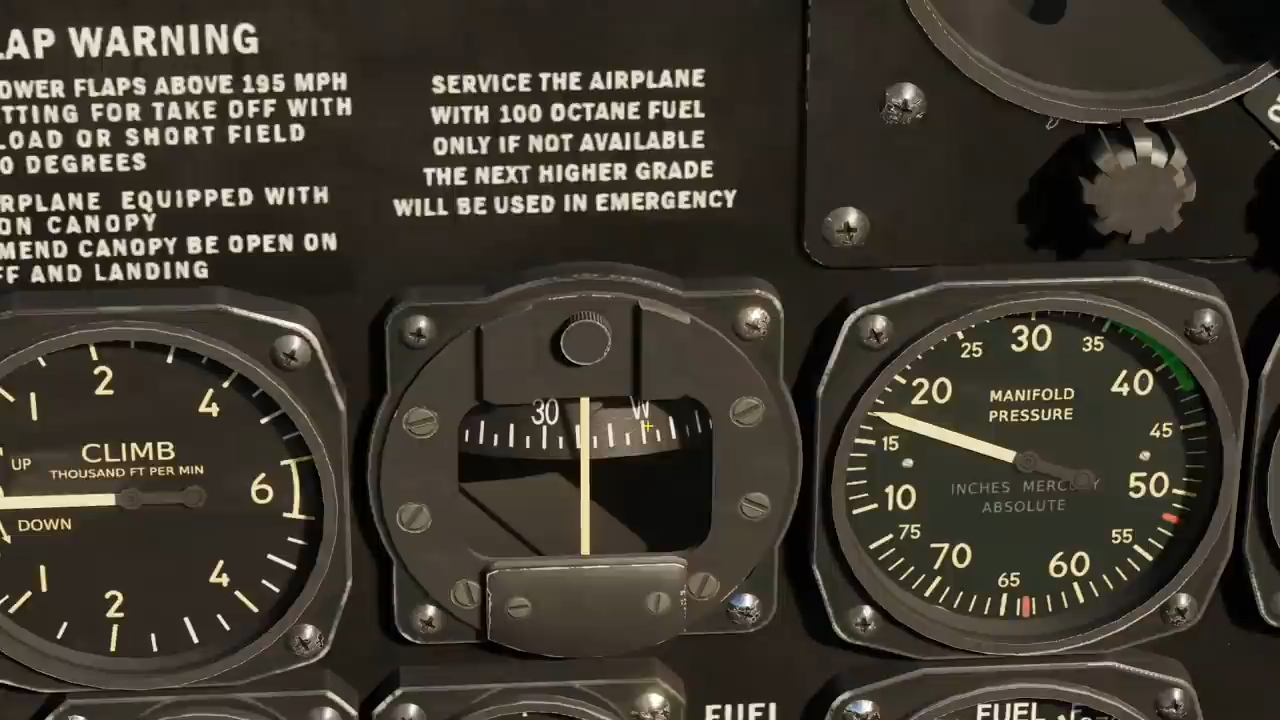 LAP WARNING
OWER FLAPS ABOVE 195 MPH
TTING FOR TAKE OFF WITH
LOAD OR SHORT FIELD
0 DEGREES
RPLANE EQUIPPED WITH
ON CANOPY
MEND CANOPY BE OPEN ON
FF AND LANDING
SERVICE THE AIRPLANE
WITH 100 OCTANE FUEL
ONLY IF NOT AVAILABLE
THE NEXT HIGHER GRADE
WILL BE USED IN EMERGENCY
1 2 4
CLIMB
THOUSAND FT PER MIN
UP
6
DOWN
1 2 4
30 W
25 30 35
20 40
MANIFOLD
PRESSURE
15 45
10 50
INCHES MERCURY
ABSOLUTE
75 55
70 60
65
FUEL
FUEL